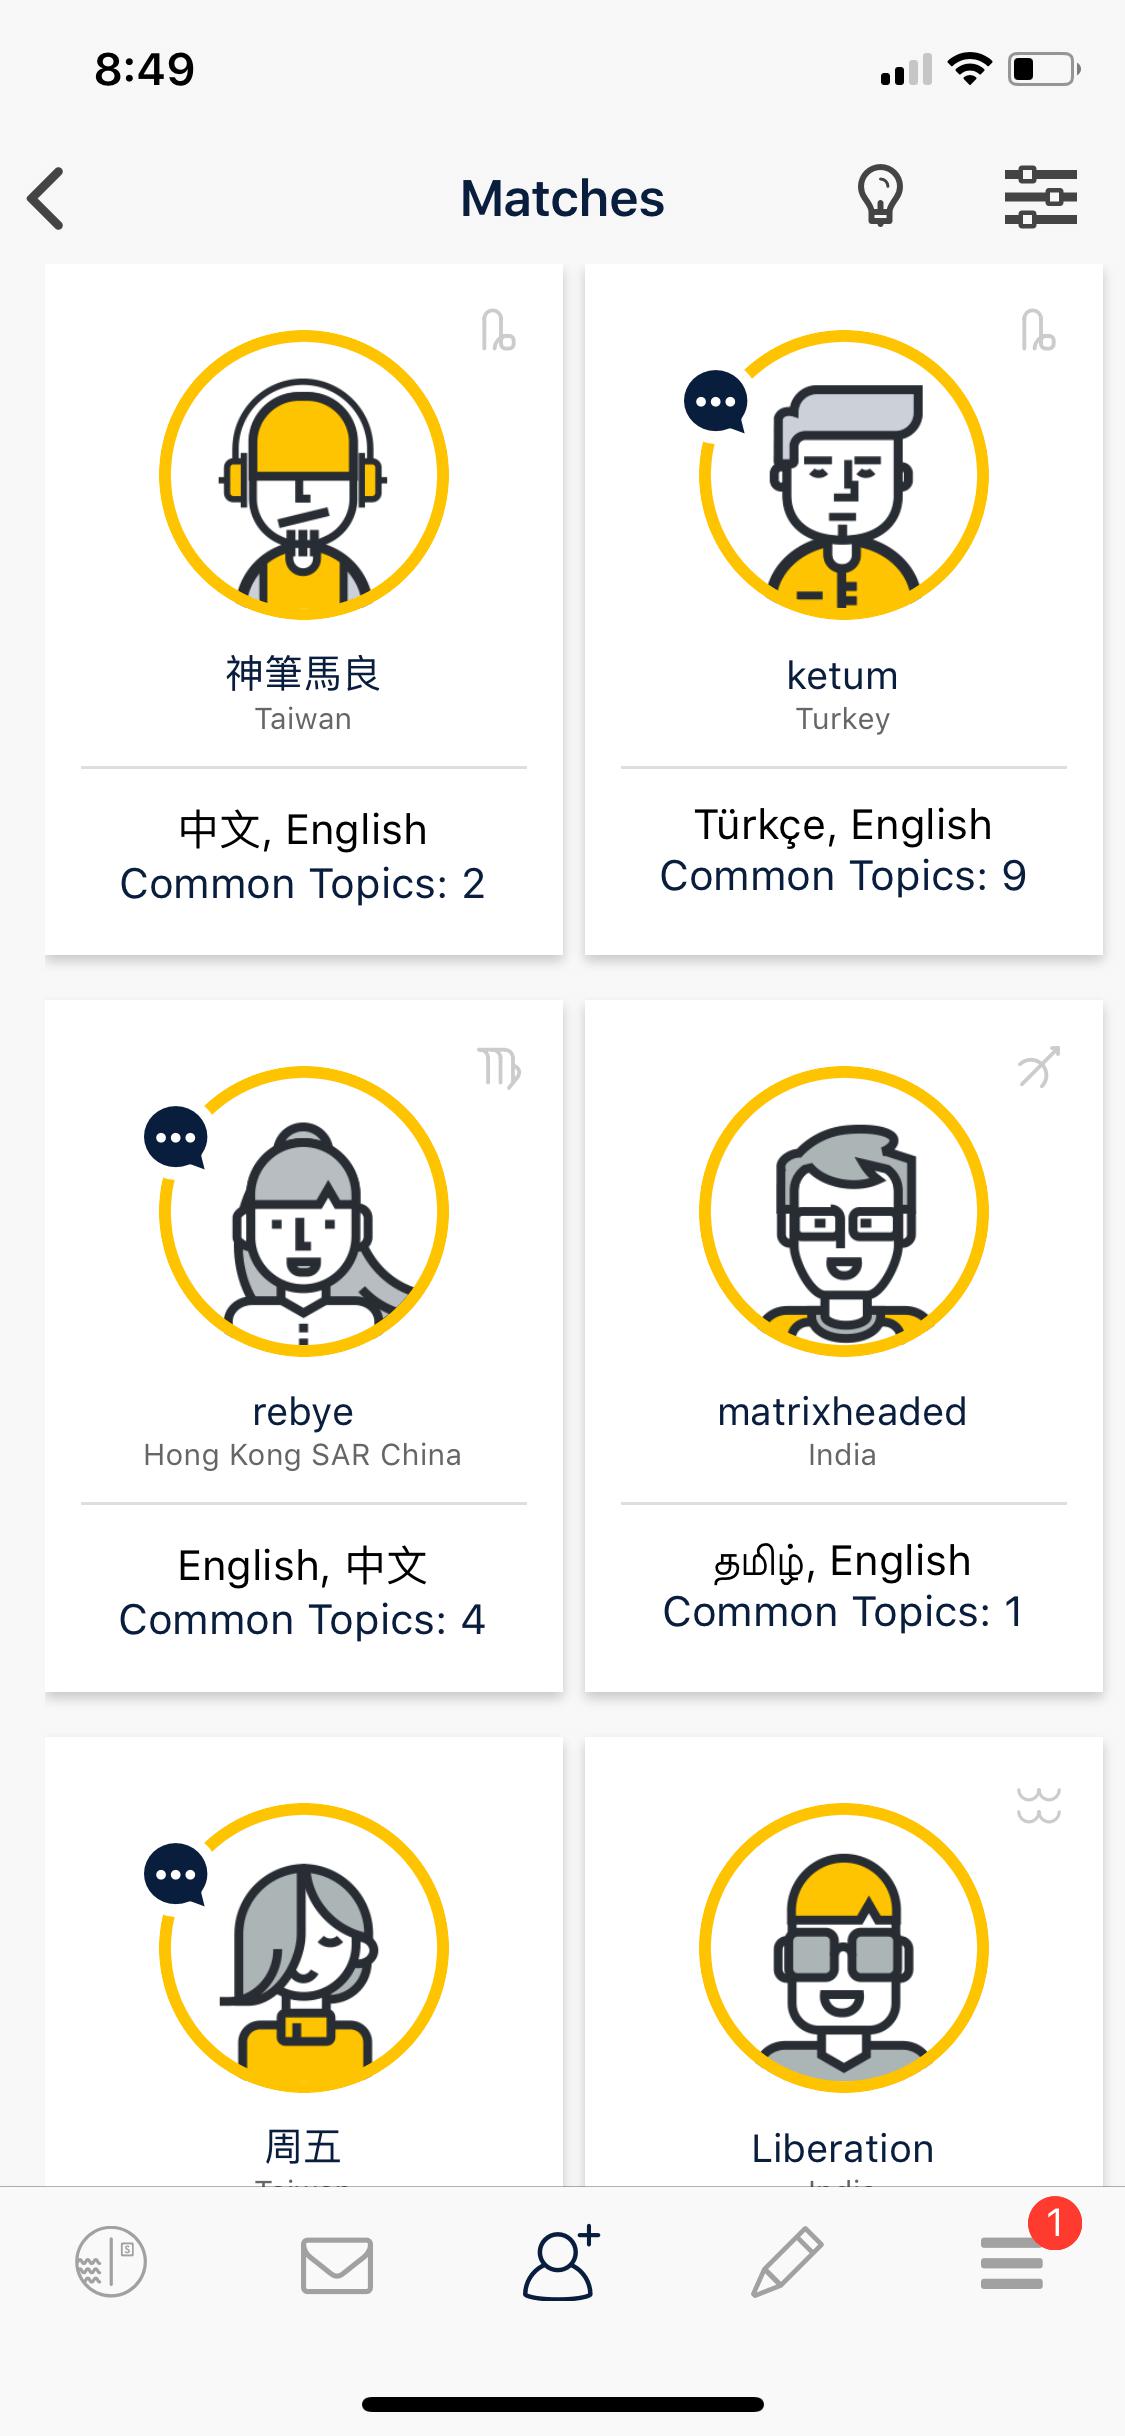 8:49
Matches
神筆馬良
Taiwan
中文, English
Common Topics: 2
ketum
Turkey
Türkçe, English
Common Topics: 9
rebye
Hong Kong SAR China
English, 中文
Common Topics: 4
matrixheaded
India
தமிழ், English
Common Topics: 1
周五
Taiwan
Liberation
India
S
1